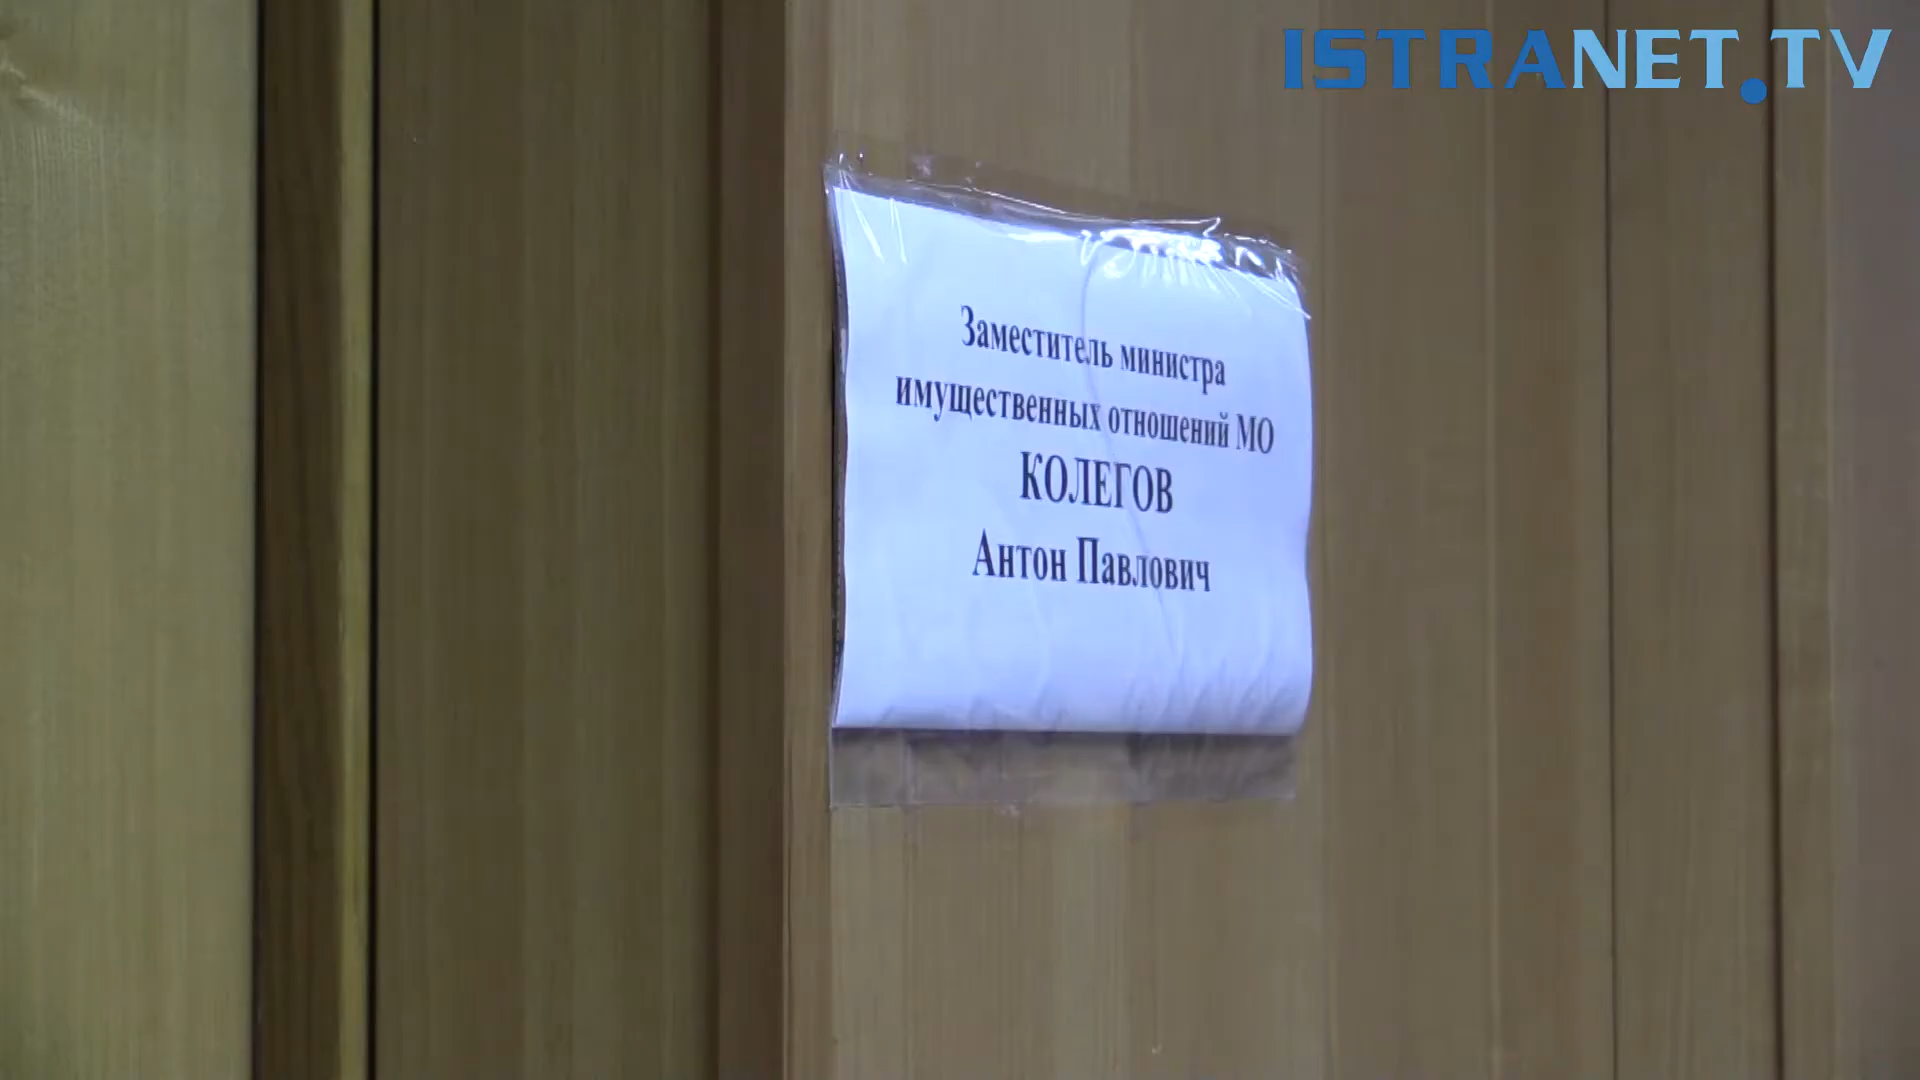 ISTRANET.TV
Заместитель министра
имущественных отношений МО
КОЛЕГОВ
Антон Павлович